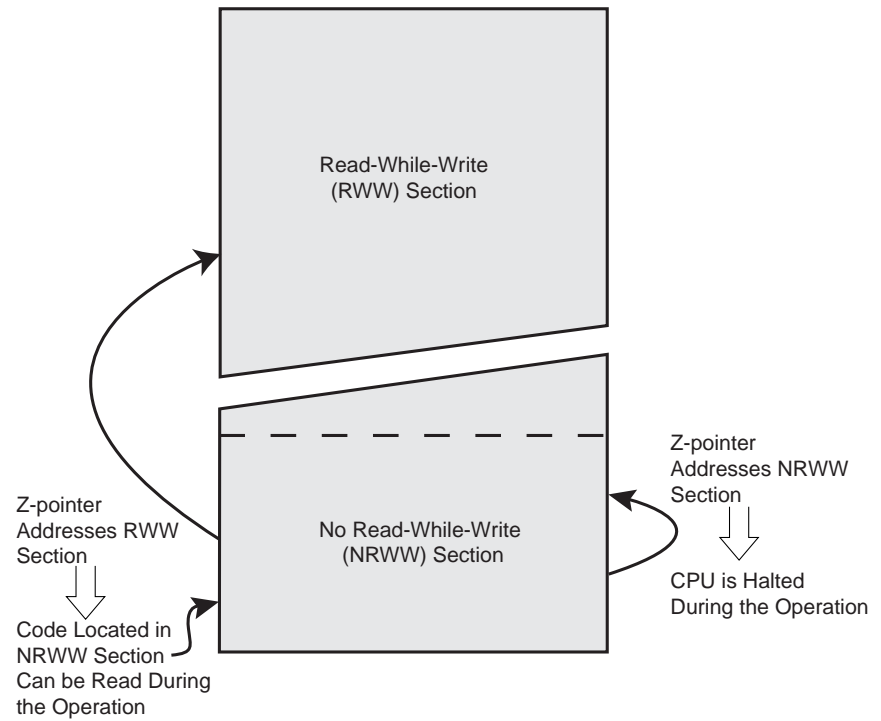 Read-While-Write
(RWW) Section
Z-pointer
Addresses NRWW
Section
Z-pointer
Addresses RWW
Section
No Read-While-Write
(NRWW) Section
CPU is Halted
During the Operation
Code Located in
NRWW Section
Can be Read During
the Operation